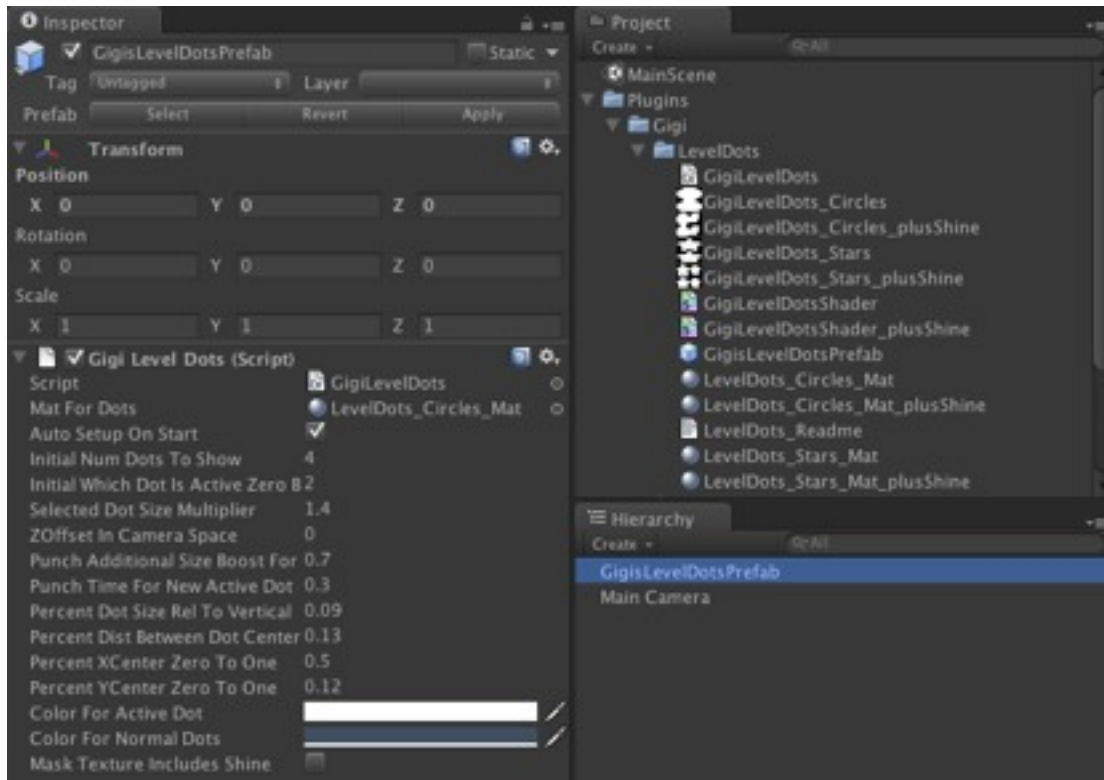 Inspector
GigisLevelDotsPrefab Static
Tag Untagged Layer
Prefab Select Revert Apply
Transform
Position
X 0 Y 0 Z 0
Rotation
X 0 Y 0 Z 0
Scale
X 1 Y 1 Z 1
Gigi Level Dots (Script)
Script GigiLevelDots
Mat For Dots LevelDots_Circles_Mat
Auto Setup On Start
Initial Num Dots To Show 4
Initial Which Dot Is Active Zero B 2
Selected Dot Size Multiplier 1.4
ZOffset In Camera Space 0
Punch Additional Size Boost For 0.7
Punch Time For New Active Dot 0.3
Percent Dot Size Rel To Vertical 0.09
Percent Dist Between Dot Center 0.13
Percent XCenter Zero To One 0.5
Percent YCenter Zero To One 0.12
Color For Active Dot
Color For Normal Dots
Mask Texture Includes Shine
Project
Create All
MainScene
Plugins
Gigi
LevelDots
GigiLevelDots
GigiLevelDots_Circles
GigiLevelDots_Circles_plusShine
GigiLevelDots_Stars
GigiLevelDots_Stars_plusShine
GigiLevelDotsShader
GigiLevelDotsShader_plusShine
GigisLevelDotsPrefab
LevelDots_Circles_Mat
LevelDots_Circles_Mat_plusShine
LevelDots_Readme
LevelDots_Stars_Mat
LevelDots_Stars_Mat_plusShine
Hierarchy
Create All
GigisLevelDotsPrefab
Main Camera